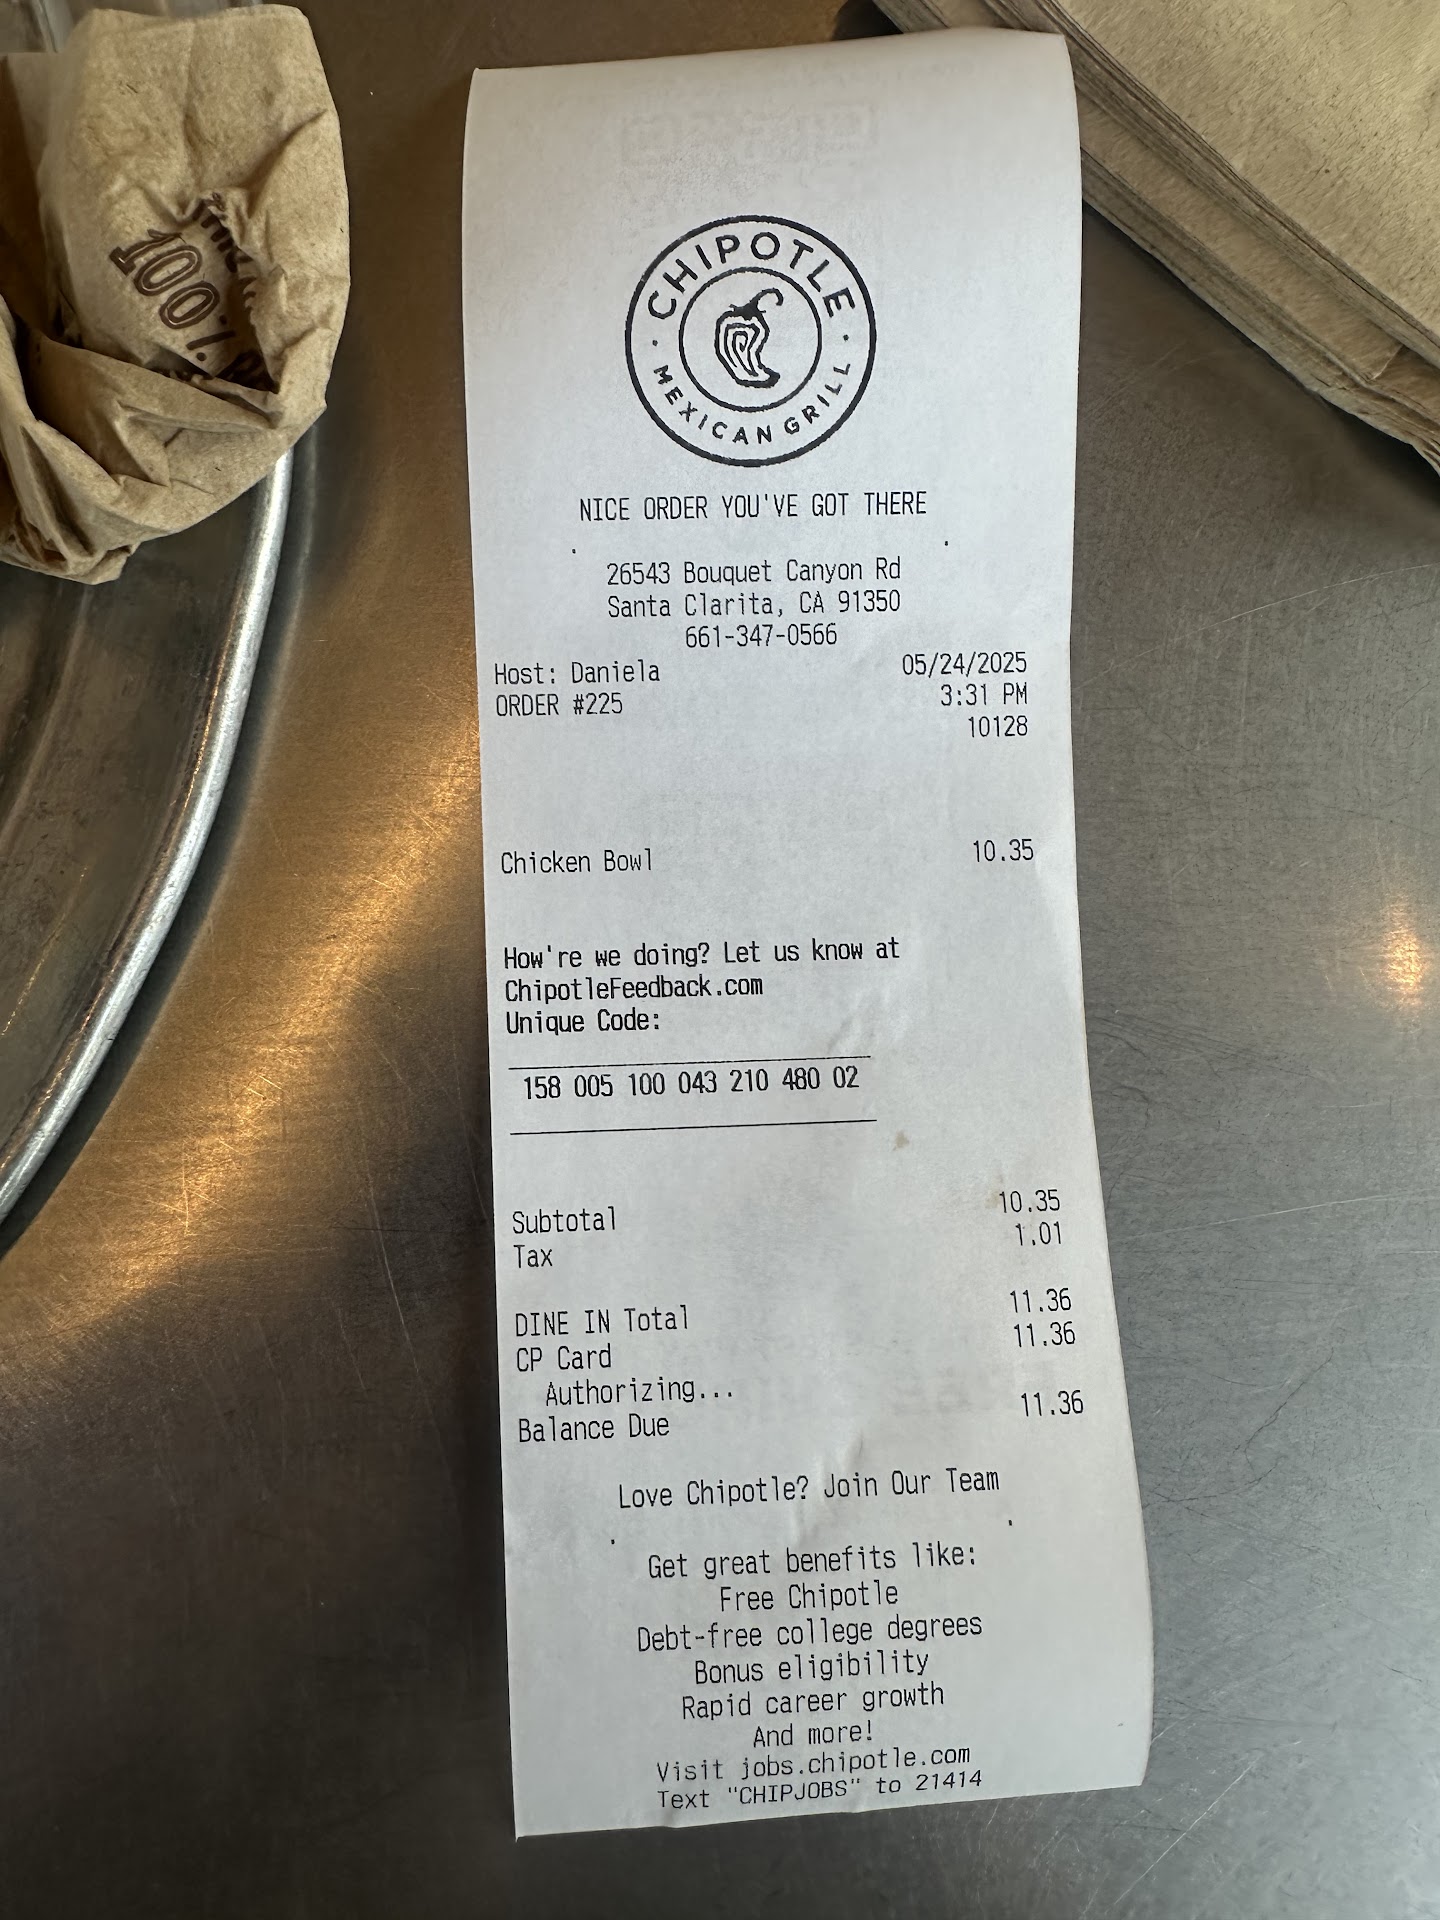 100%
CHIPOTLE
MEXICAN GRILL
NICE ORDER YOU'VE GOT THERE
26543 Bouquet Canyon Rd
Santa Clarita, CA 91350
661-347-0566
Host: Daniela 05/24/2025
ORDER #225 3:31 PM
10128
Chicken Bowl 10.35
How're we doing? Let us know at
ChipotleFeedback.com
Unique Code:
158 005 100 043 210 480 02
Subtotal 10.35
Tax 1.01
DINE IN Total 11.36
CP Card 11.36
Authorizing...
Balance Due 11.36
Love Chipotle? Join Our Team
Get great benefits like:
Free Chipotle
Debt-free college degrees
Bonus eligibility
Rapid career growth
And more!
Visit jobs.chipotle.com
Text "CHIPJOBS" to 21414